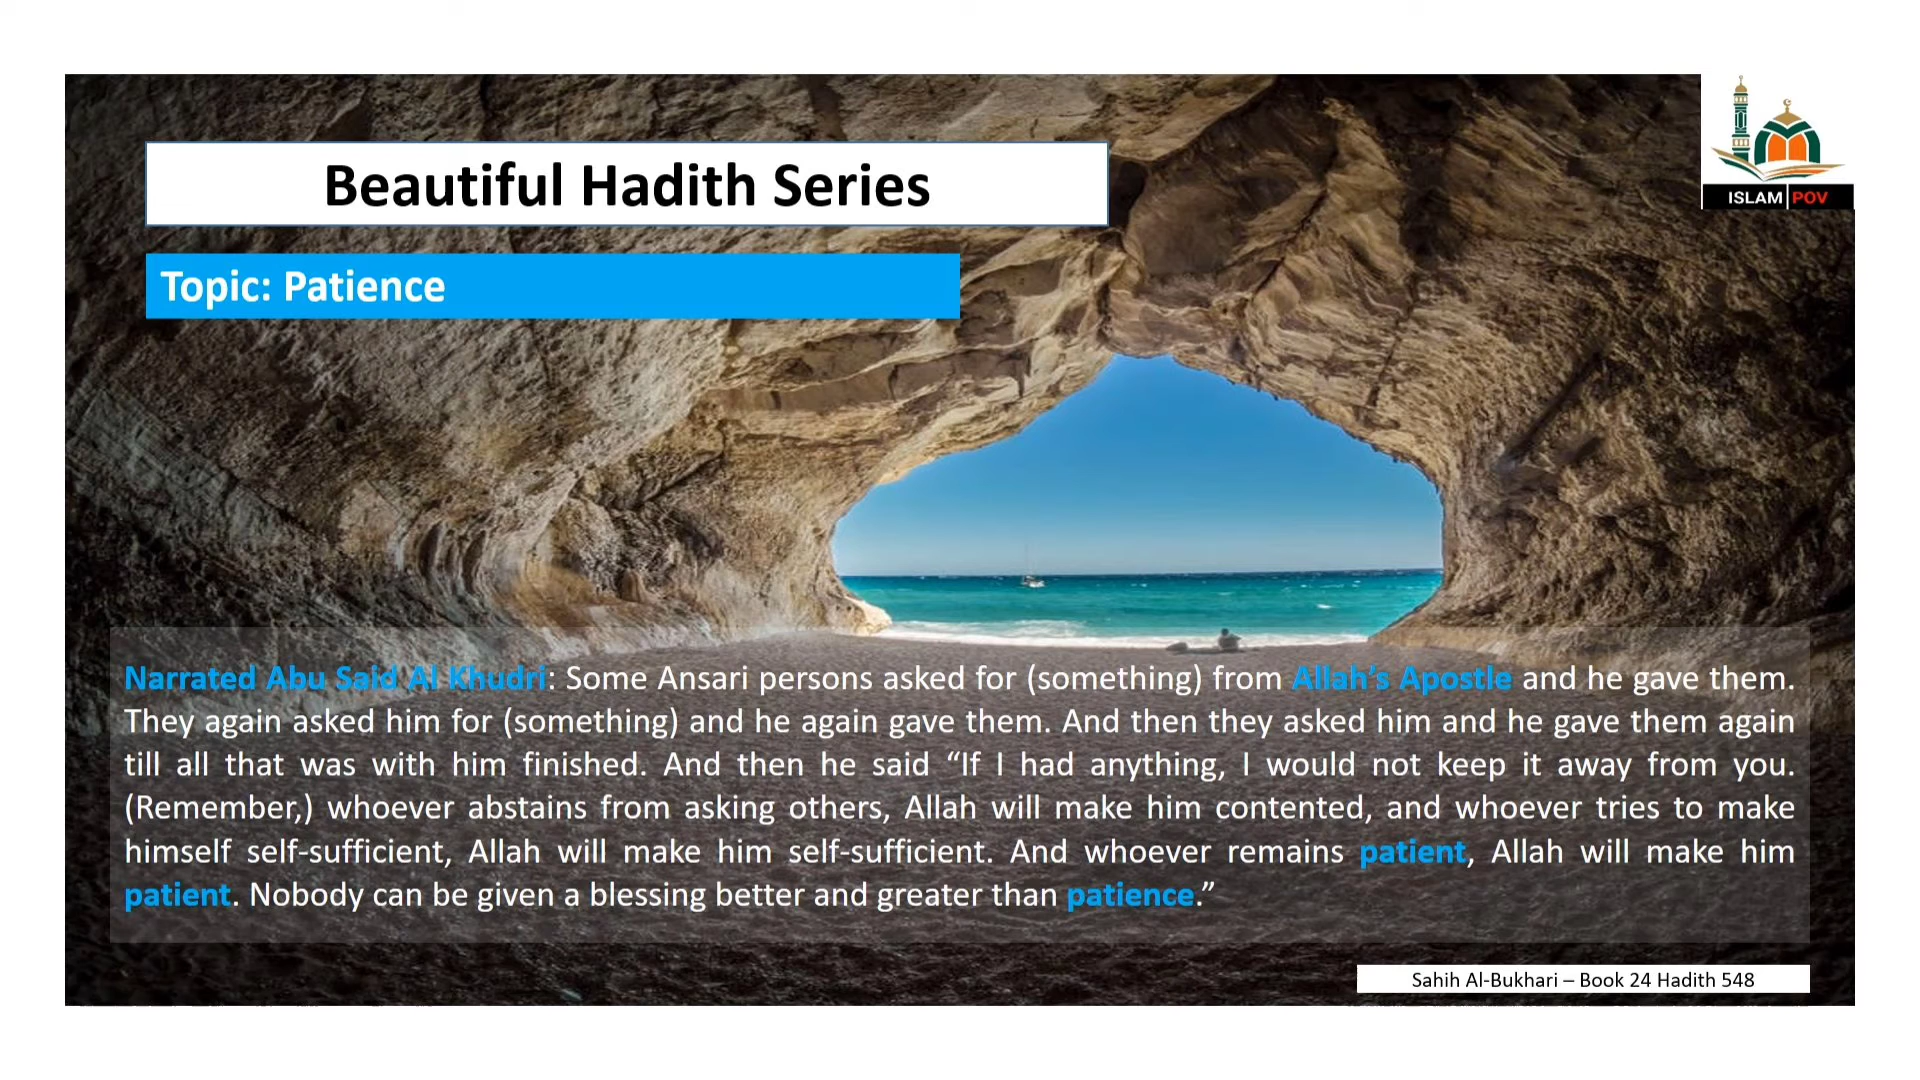 Beautiful Hadith Series
ISLAM POV
Topic: Patience
Narrated Abu Said Al Khudri: Some Ansari persons asked for (something) from Allah’s Apostle and he gave them.
They again asked him for (something) and he again gave them. And then they asked him and he gave them again
till all that was with him finished. And then he said “If I had anything, I would not keep it away from you.
(Remember,) whoever abstains from asking others, Allah will make him contented, and whoever tries to make
himself self-sufficient, Allah will make him self-sufficient. And whoever remains patient, Allah will make him
patient. Nobody can be given a blessing better and greater than patience.”
Sahih Al-Bukhari – Book 24 Hadith 548